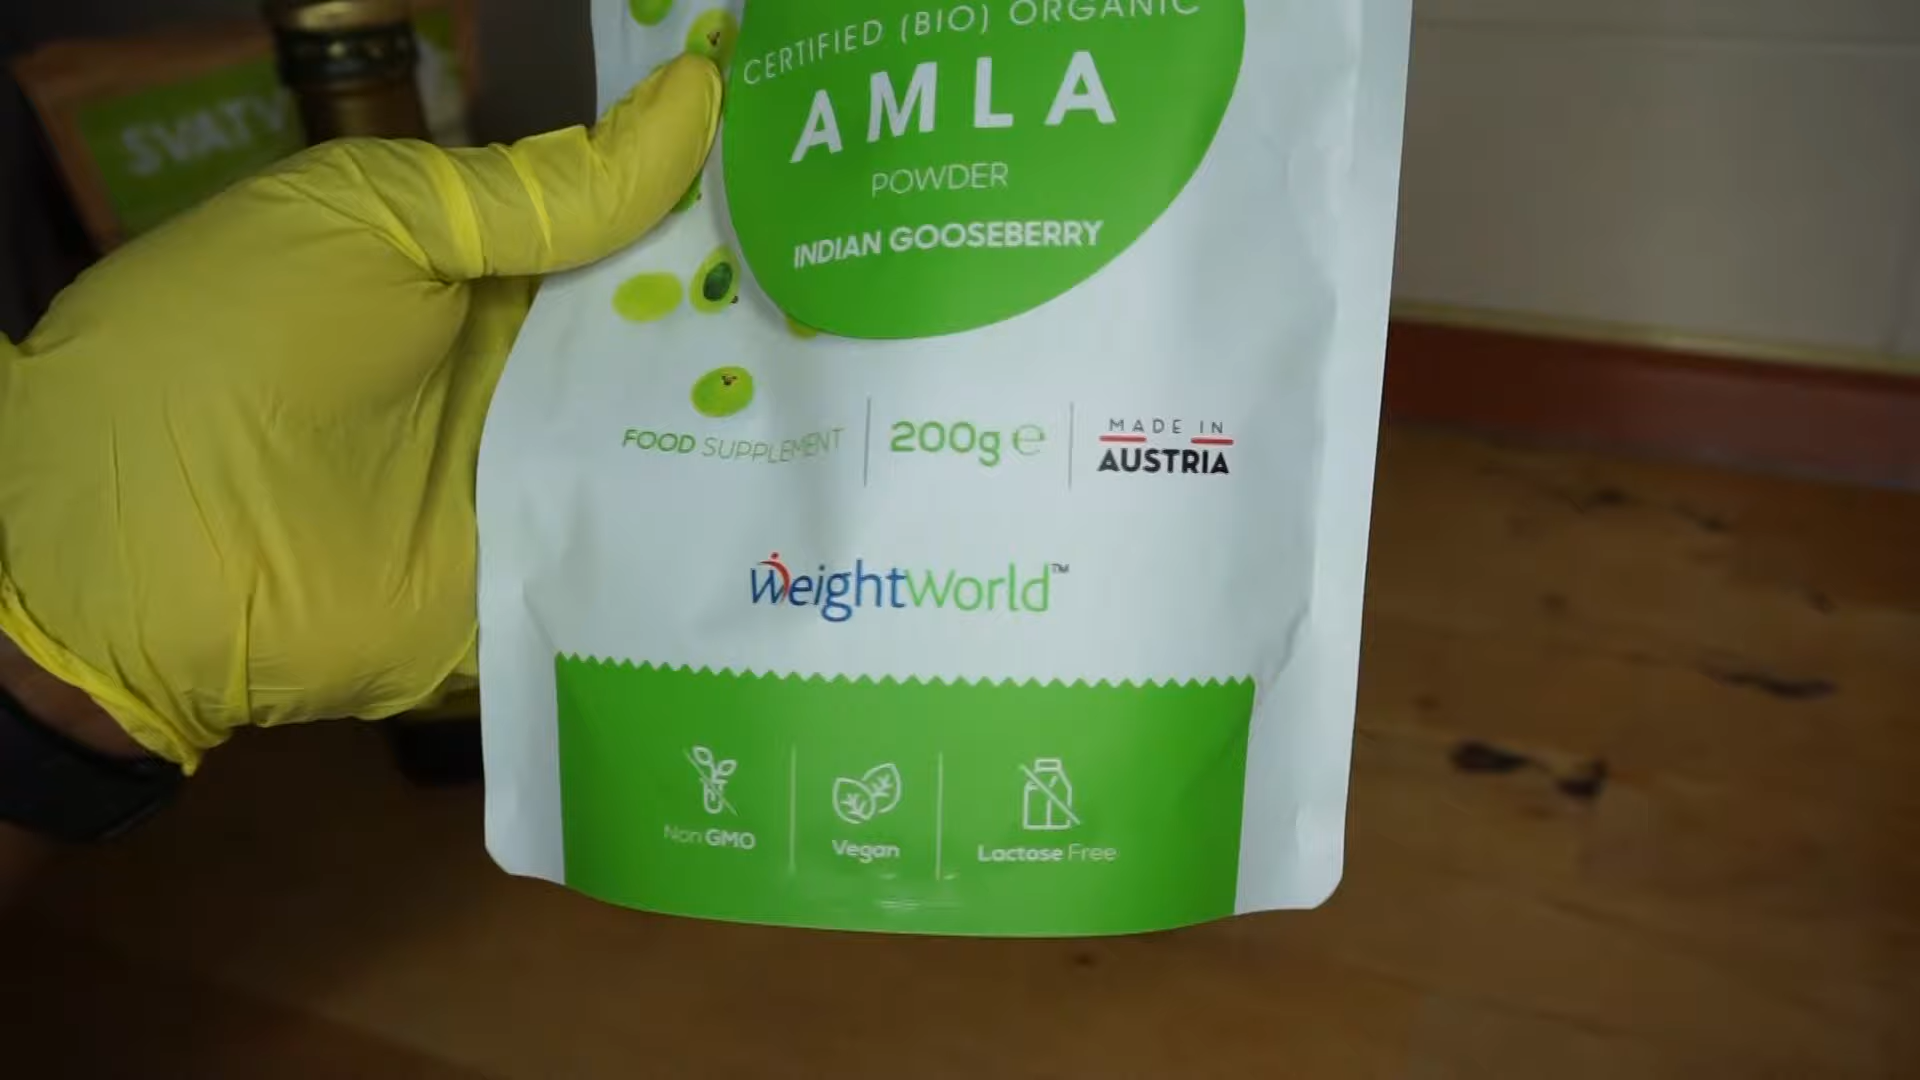 SVATV
CERTIFIED (BIO) ORGANIC
AMLA
POWDER
INDIAN GOOSEBERRY
FOOD SUPPLEMENT
200g e
MADE IN
AUSTRIA
WeightWorld™
Non GMO
Vegan
Lactose Free